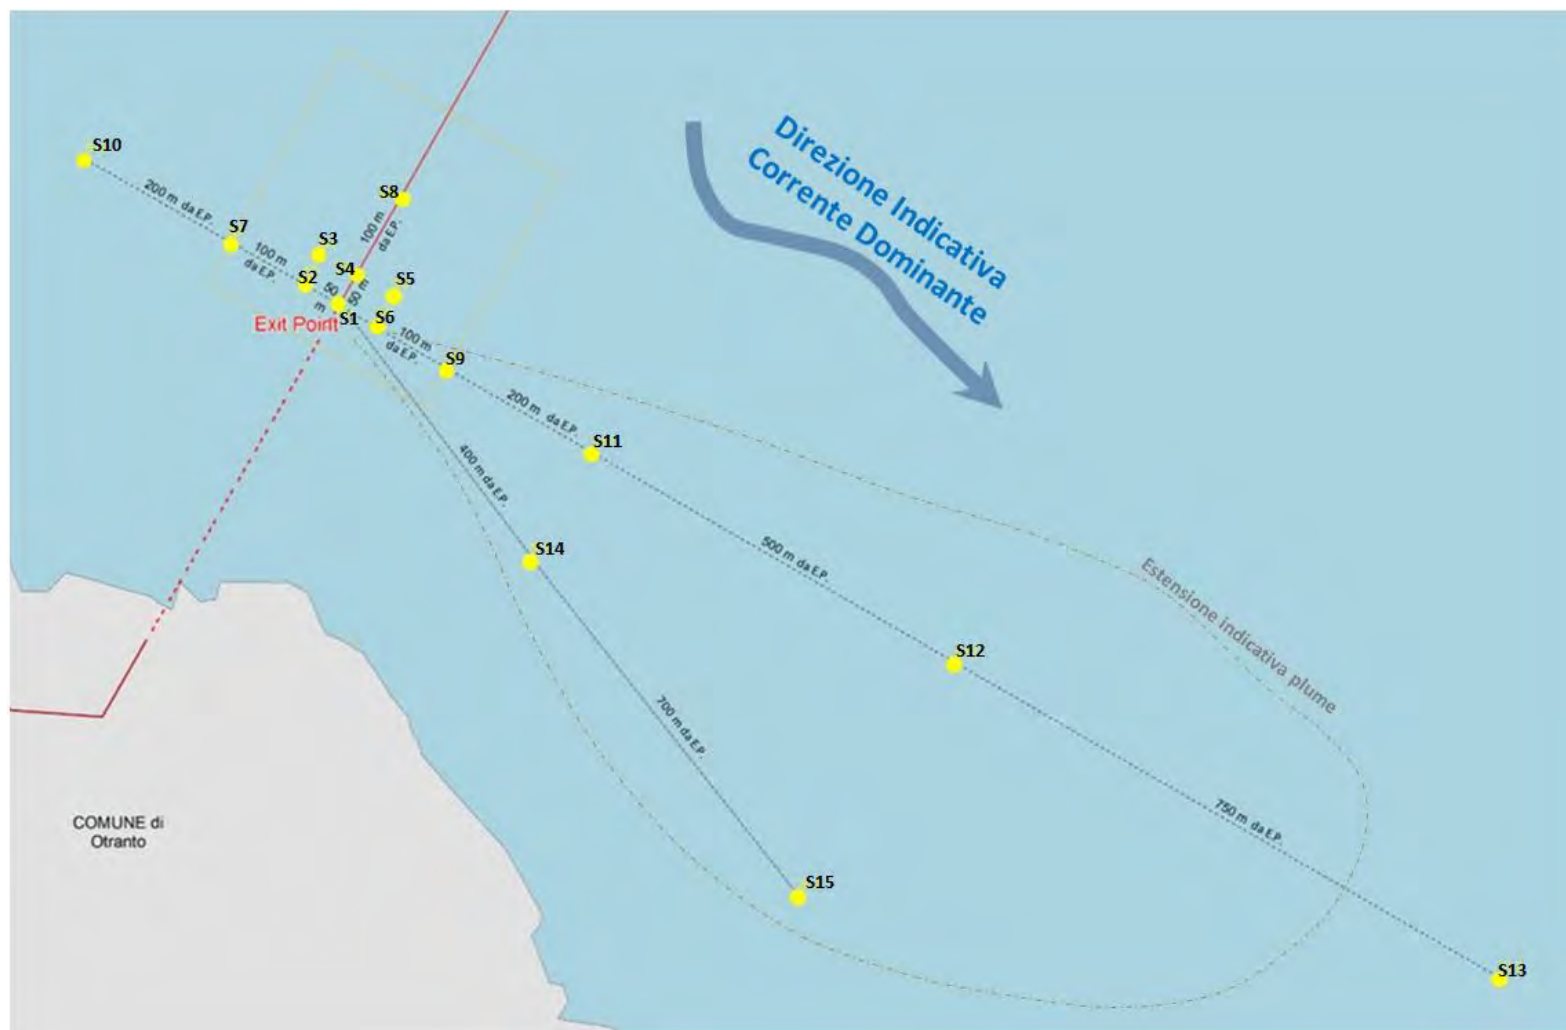 Direzione Indicativa
Corrente Dominante
S10
200 m da E.P.
S7
100 m
da E.P.
S8
100 m
da E.P.
S3
S4
S2
50
m
50 m
S5
S1
S6
Exit Point
100 m
da E.P.
S9
200 m da E.P.
S11
400 m da E.P.
S14
500 m da E.P.
Estensione indicativa plume
S12
700 m da E.P.
750 m da E.P.
COMUNE di
Otranto
S15
S13